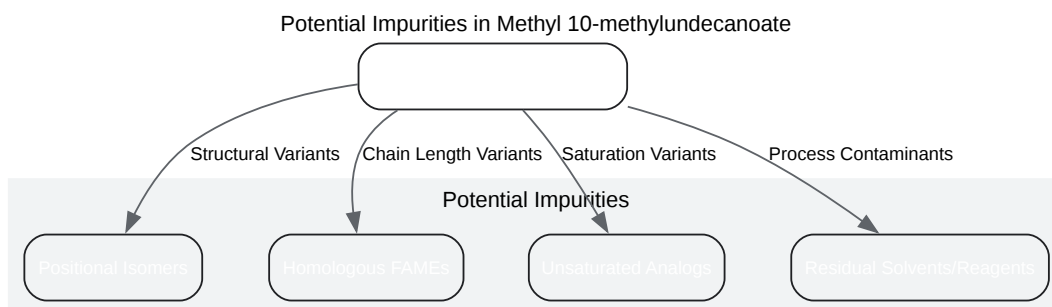 Potential Impurities in Methyl 10-methylundecanoate
Structural Variants
Chain Length Variants
Saturation Variants
Process Contaminants
Potential Impurities
Positional Isomers
Homologous FAMEs
Unsaturated Analogs
Residual Solvents/Reagents